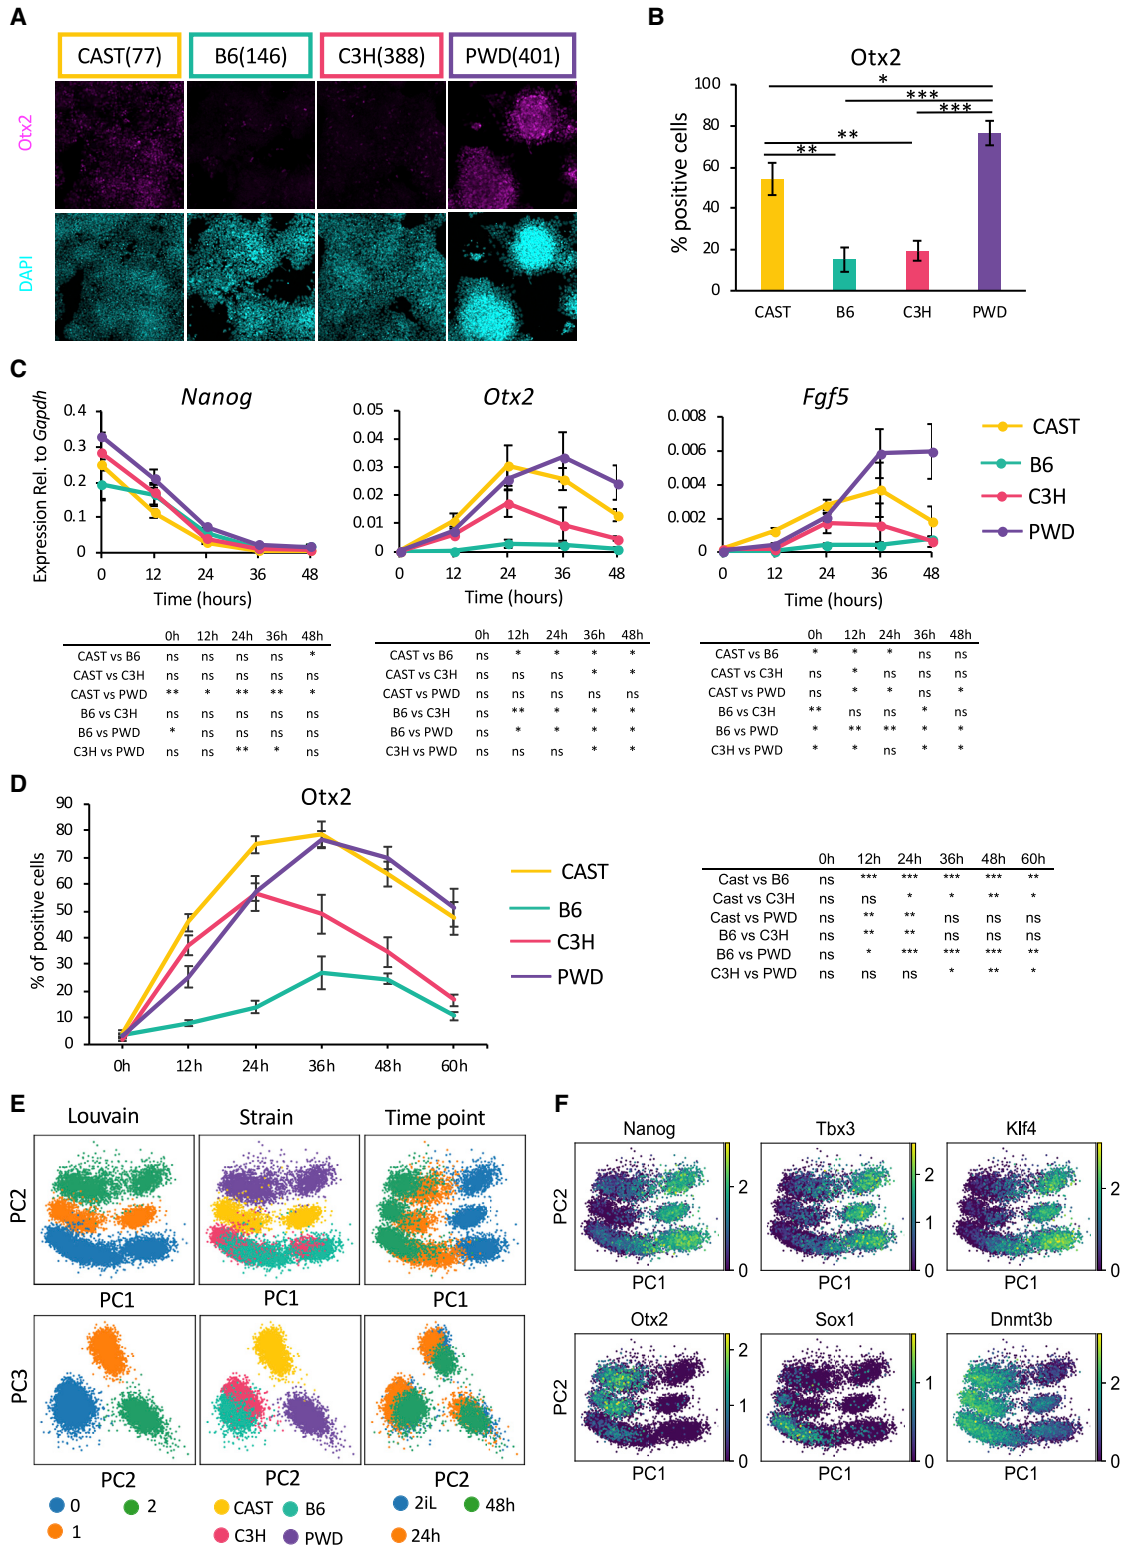 A
CAST(77) B6(146) C3H(388) PWD(401)
Otx2
DAPI
B
Otx2
% positive cells
100
80
60
40
20
0
* *** *** ** **
CAST B6 C3H PWD
C
Nanog
Expression Rel. to Gapdh
0.4
0.3
0.2
0.1
0
0 12 24 36 48
Time (hours)
Otx2
0.05
0.04
0.03
0.02
0.01
0
0 12 24 36 48
Time (hours)
Fgf5
0.008
0.006
0.004
0.002
0
0 12 24 36 48
Time (hours)
CAST
B6
C3H
PWD
0h 12h 24h 36h 48h
CAST vs B6 ns ns ns ns *
CAST vs C3H ns ns ns ns ns
CAST vs PWD ** * ** ** *
B6 vs C3H ns ns ns ns ns
B6 vs PWD * ns ns ns ns
C3H vs PWD ns ns ** * ns
0h 12h 24h 36h 48h
CAST vs B6 ns * * * *
CAST vs C3H ns ns ns * *
CAST vs PWD ns ns ns ns ns
B6 vs C3H ns ** * * *
B6 vs PWD ns * * * *
C3H vs PWD ns ns ns * *
0h 12h 24h 36h 48h
CAST vs B6 * * * ns ns
CAST vs C3H ns * ns ns ns
CAST vs PWD ns * * ns *
B6 vs C3H ** ns ns * ns
B6 vs PWD * ** ** * *
C3H vs PWD * * ns * *
D
Otx2
% of positive cells
90
80
70
60
50
40
30
20
10
0
0h 12h 24h 36h 48h 60h
CAST
B6
C3H
PWD
0h 12h 24h 36h 48h 60h
Cast vs B6 ns *** *** *** *** **
Cast vs C3H ns ns * * ** *
Cast vs PWD ns ** ** ns ns ns
B6 vs C3H ns ** ** ns ns ns
B6 vs PWD ns * *** *** *** **
C3H vs PWD ns ns ns * ** *
E
Louvain Strain Time point
PC2
PC1 PC1 PC1
PC3
PC2 PC2 PC2
0 2
1
CAST B6
C3H PWD
2iL 48h
24h
F
Nanog Tbx3 Klf4
PC2
2
0
2
1
0
2
0
PC1 PC1 PC1
Otx2 Sox1 Dnmt3b
PC2
2
1
0
1
0
2
0
PC1 PC1 PC1